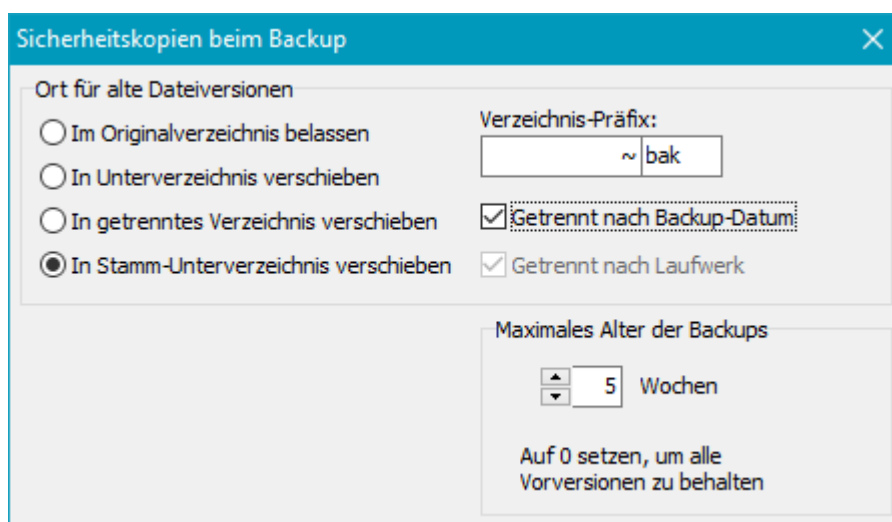 Sicherheitskopien beim Backup
Ort für alte Dateiversionen
Im Originalverzeichnis belassen
In Unterverzeichnis verschieben
In getrenntes Verzeichnis verschieben
In Stamm-Unterverzeichnis verschieben
Verzeichnis-Präfix:
~ bak
Getrennt nach Backup-Datum
Getrennt nach Laufwerk
Maximales Alter der Backups
5 Wochen
Auf 0 setzen, um alle
Vorversionen zu behalten